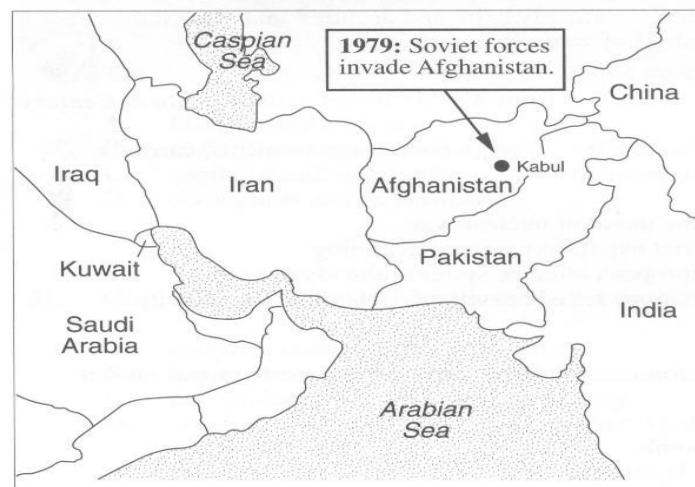 Caspian
Sea
1979: Soviet forces
invade Afghanistan.
China
Iraq
Iran
Afghanistan
Kabul
Kuwait
Pakistan
Saudi
Arabia
India
Arabian
Sea